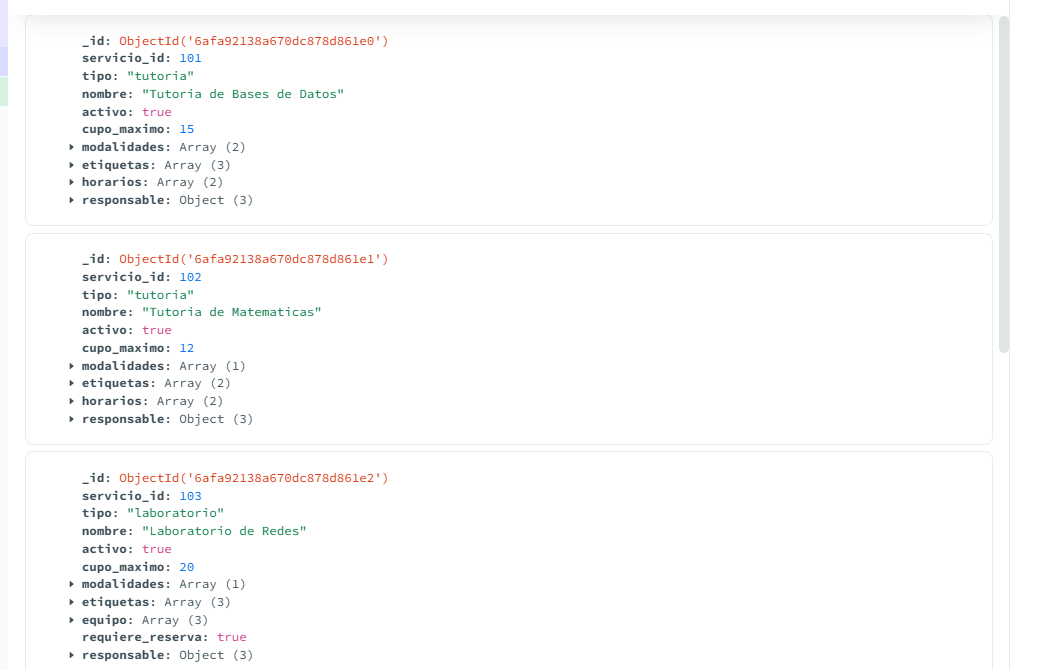 _id: ObjectId('6afa92138a670dc878d861e0')
servicio_id: 101
tipo: "tutoria"
nombre: "Tutoria de Bases de Datos"
activo: true
cupo_maximo: 15
modalidades: Array (2)
etiquetas: Array (3)
horarios: Array (2)
responsable: Object (3)
_id: ObjectId('6afa92138a670dc878d861e1')
servicio_id: 102
tipo: "tutoria"
nombre: "Tutoria de Matematicas"
activo: true
cupo_maximo: 12
modalidades: Array (1)
etiquetas: Array (2)
horarios: Array (2)
responsable: Object (3)
_id: ObjectId('6afa92138a670dc878d861e2')
servicio_id: 103
tipo: "laboratorio"
nombre: "Laboratorio de Redes"
activo: true
cupo_maximo: 20
modalidades: Array (1)
etiquetas: Array (3)
equipo: Array (3)
requiere_reserva: true
responsable: Object (3)